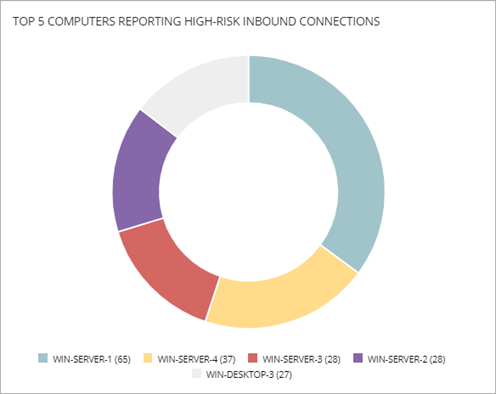 TOP 5 COMPUTERS REPORTING HIGH-RISK INBOUND CONNECTIONS
WIN-SERVER-1 (65) WIN-SERVER-4 (37) WIN-SERVER-3 (28) WIN-SERVER-2 (28)
WIN-DESKTOP-3 (27)